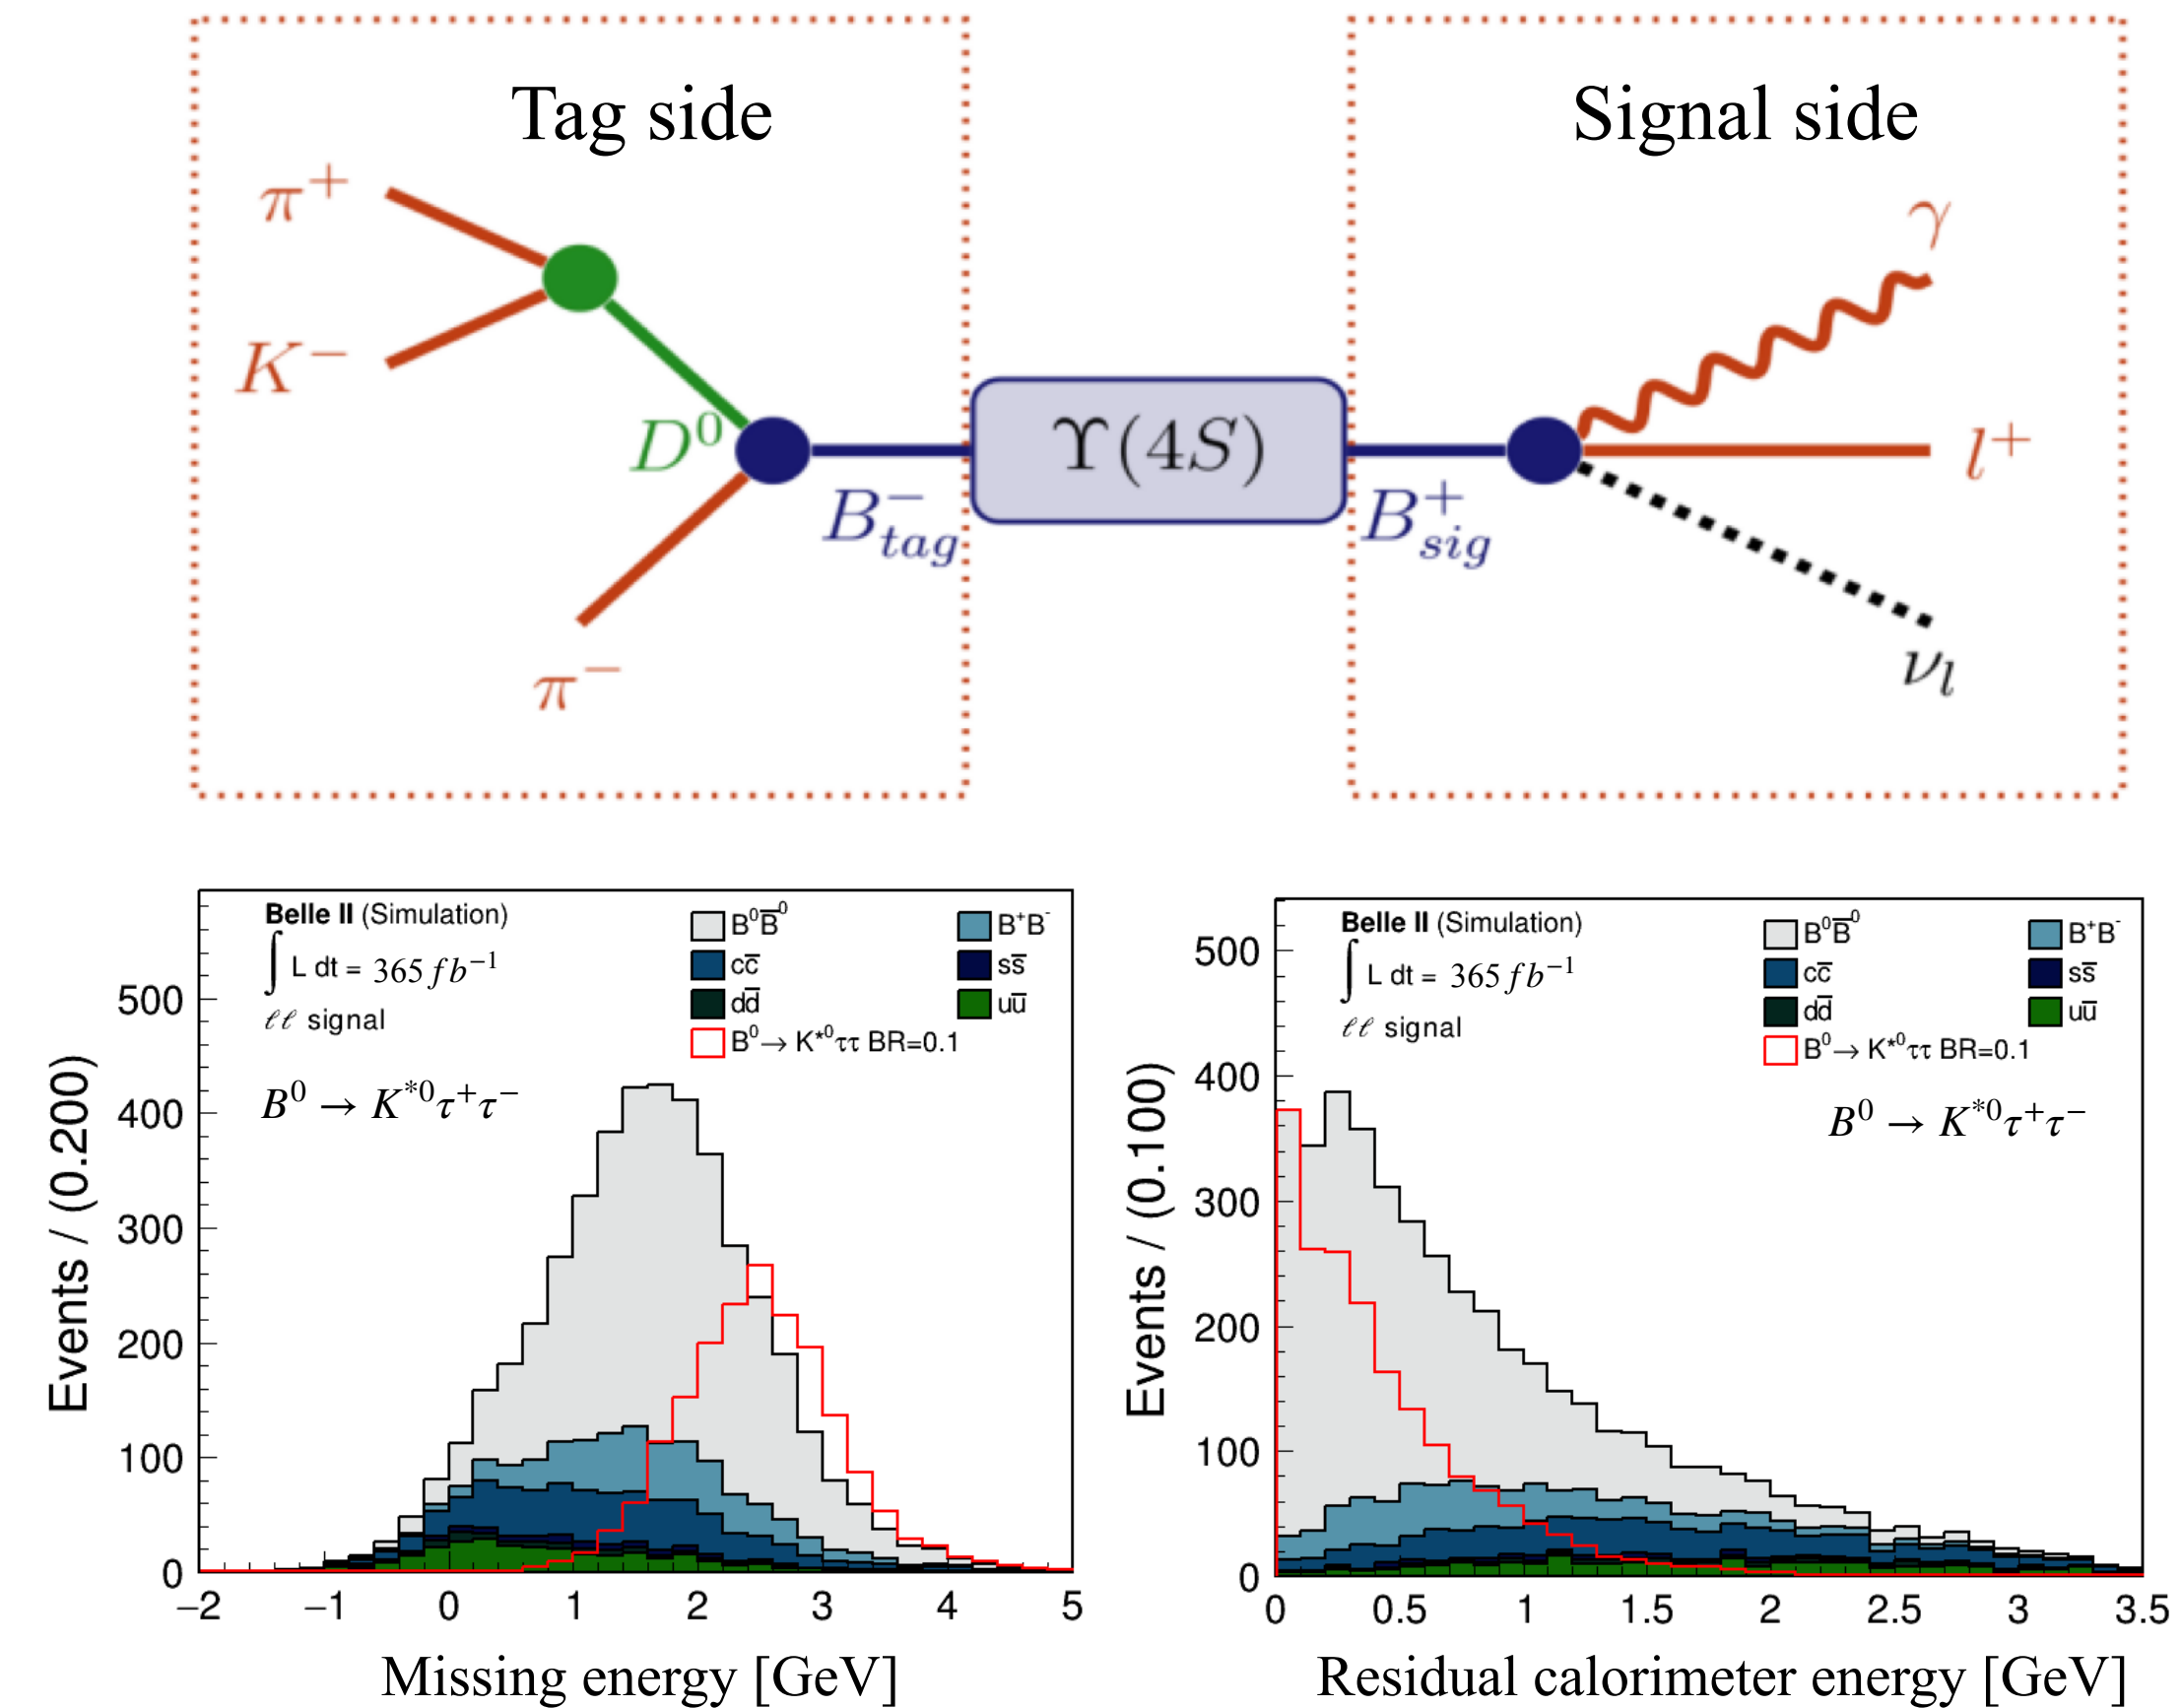 Tag side
Signal side
π⁺
K⁻
D⁰
π⁻
B⁻tag
Υ(4S)
B⁺sig
γ
l⁺
νl
Belle II (Simulation)
∫ L dt = 365 fb⁻¹
ℓℓ signal
B⁰B̅⁰
B⁺B⁻
cc̅
ss̅
dd̅
uu̅
B⁰→ K*⁰ττ BR=0.1
B⁰ → K*⁰τ⁺τ⁻
Events / (0.200)
500
400
300
200
100
0
−2 −1 0 1 2 3 4 5
Missing energy [GeV]
Belle II (Simulation)
∫ L dt = 365 fb⁻¹
ℓℓ signal
B⁰B̅⁰
B⁺B⁻
cc̅
ss̅
dd̅
uu̅
B⁰→ K*⁰ττ BR=0.1
B⁰ → K*⁰τ⁺τ⁻
Events / (0.100)
500
400
300
200
100
0
0 0.5 1 1.5 2 2.5 3 3.5
Residual calorimeter energy [GeV]